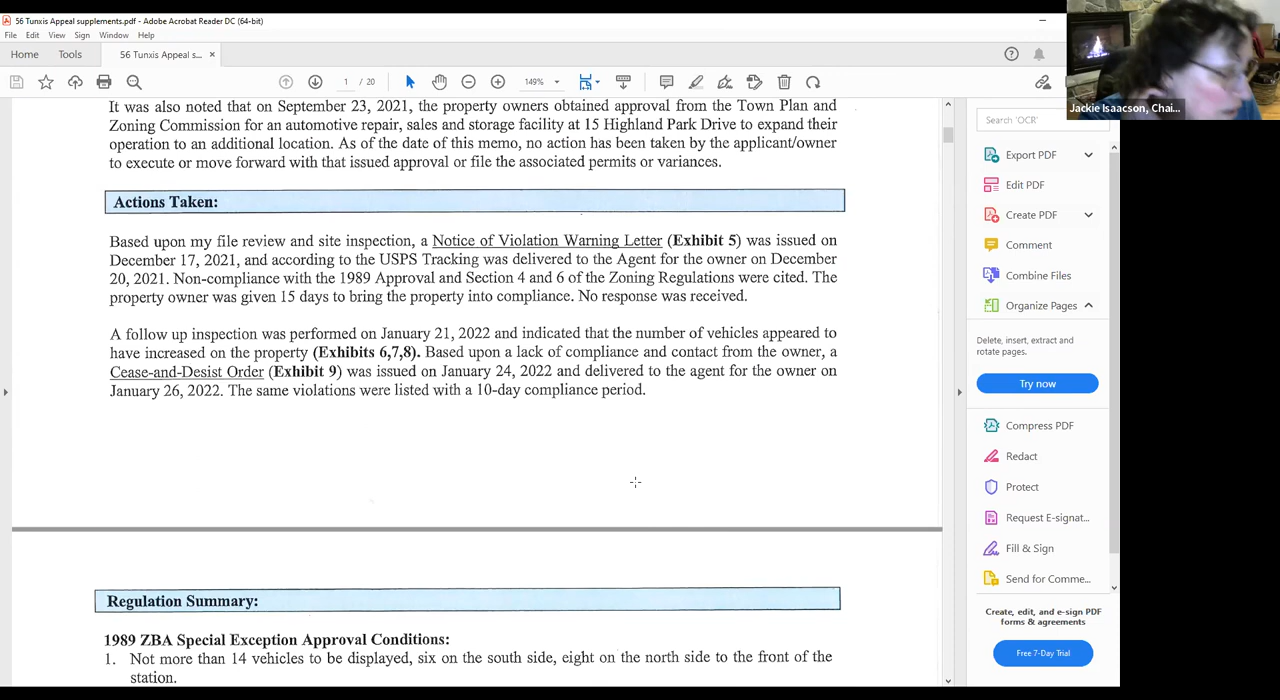 56 Tunxis Appeal supplements.pdf - Adobe Acrobat Reader DC (64-bit)
File Edit View Sign Window Help
Home Tools 56 Tunxis Appeal s... ×
1 / 20 149%
It was also noted that on September 23, 2021, the property owners obtained approval from the Town Plan and
Zoning Commission for an automotive repair, sales and storage facility at 15 Highland Park Drive to expand their
operation to an additional location. As of the date of this memo, no action has been taken by the applicant/owner
to execute or move forward with that issued approval or file the associated permits or variances.
Actions Taken:
Based upon my file review and site inspection, a Notice of Violation Warning Letter (Exhibit 5) was issued on
December 17, 2021, and according to the USPS Tracking was delivered to the Agent for the owner on December
20, 2021. Non-compliance with the 1989 Approval and Section 4 and 6 of the Zoning Regulations were cited. The
property owner was given 15 days to bring the property into compliance. No response was received.
A follow up inspection was performed on January 21, 2022 and indicated that the number of vehicles appeared to
have increased on the property (Exhibits 6,7,8). Based upon a lack of compliance and contact from the owner, a
Cease-and-Desist Order (Exhibit 9) was issued on January 24, 2022 and delivered to the agent for the owner on
January 26, 2022. The same violations were listed with a 10-day compliance period.
Regulation Summary:
1989 ZBA Special Exception Approval Conditions:
1. Not more than 14 vehicles to be displayed, six on the south side, eight on the north side to the front of the
station.
Jackie Isaacson, Chai...
Search 'OCR'
Export PDF
Edit PDF
Create PDF
Comment
Combine Files
Organize Pages
Delete, insert, extract and
rotate pages.
Try now
Compress PDF
Redact
Protect
Request E-signat...
Fill & Sign
Send for Comme...
Create, edit, and e-sign PDF
forms & agreements
Free 7-Day Trial